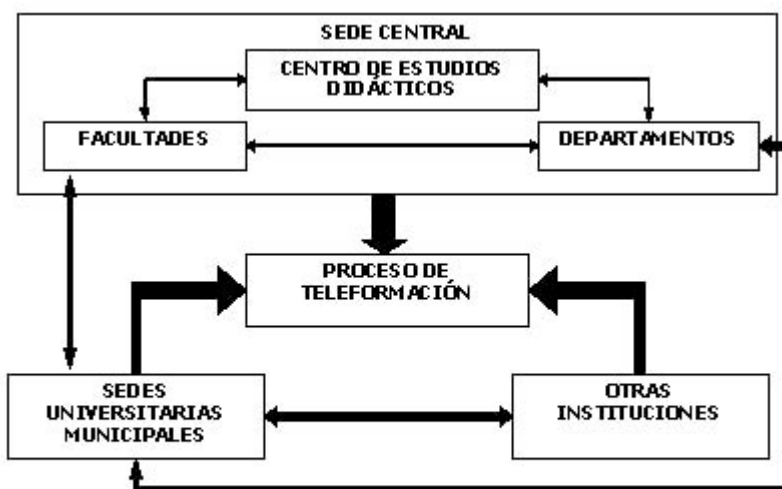 SEDE CENTRAL
CENTRO DE ESTUDIOS
DIDÁCTICOS
FACULTADES
DEPARTAMENTOS
PROCESO DE
TELEFORMACIÓN
SEDES
UNIVERSITARIAS
MUNICIPALES
OTRAS
INSTITUCIONES